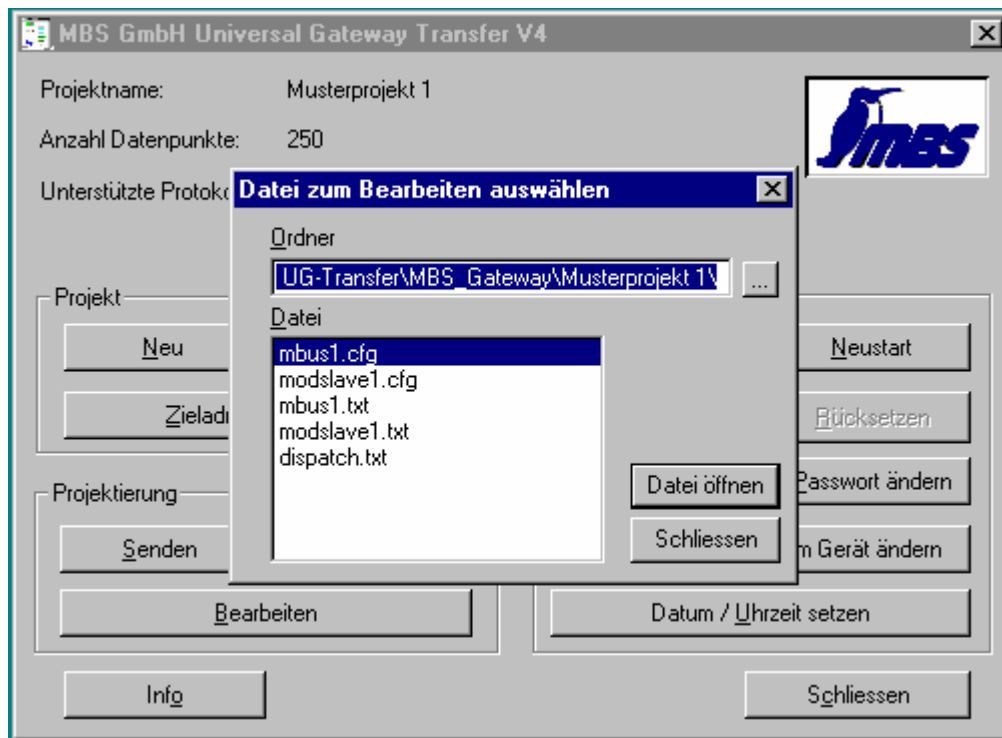 MBS GmbH Universal Gateway Transfer V4
Projektname: Musterprojekt 1
Anzahl Datenpunkte: 250
mbs
Unterstützte
Datei zum Bearbeiten auswählen
Ordner
UG-Transfer\MBS_Gateway\Musterprojekt 1\
...
Datei
mbus1.cfg
modslave1.cfg
mbus1.txt
modslave1.txt
dispatch.txt
Datei öffnen
Schliessen
Projekt
Neu
Neustart
Rücksetzen
Projektierung
Passwort ändern
Senden
Gerät ändern
Bearbeiten
Datum / Uhrzeit setzen
Info
Schliessen